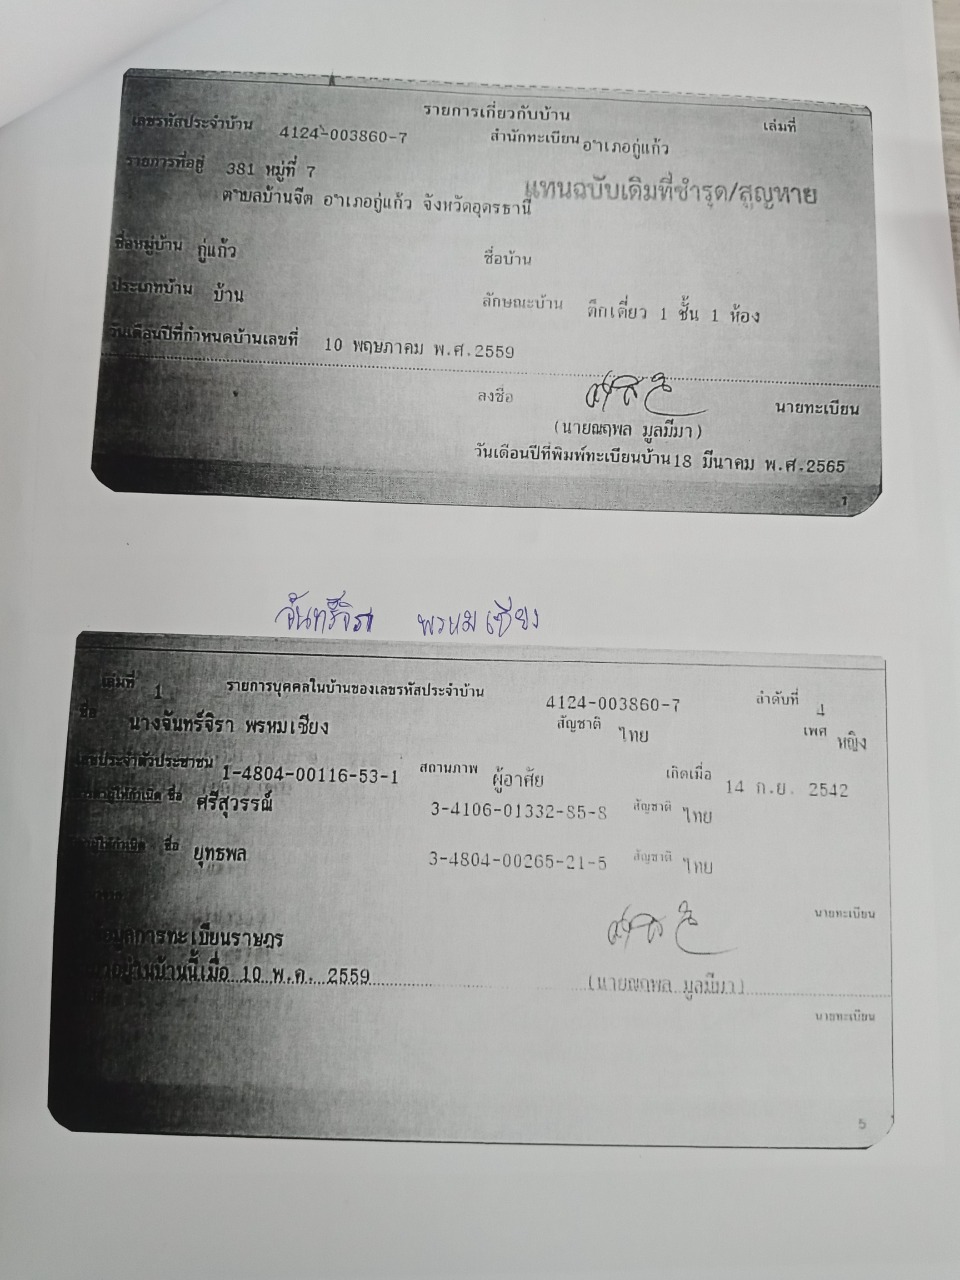 รายการเกี่ยวกับบ้าน เล่มที่
เลขรหัสประจำบ้าน 4124-003860-7 สำนักทะเบียน อำเภอกู่แก้ว
รายการที่อยู่ 381 หมู่ที่ 7
ตำบลบ้านจีต อำเภอกู่แก้ว จังหวัดอุดรธานี
แทนฉบับเดิมที่ชำรุด/สูญหาย
ชื่อหมู่บ้าน กู่แก้ว ชื่อบ้าน
ประเภทบ้าน บ้าน ลักษณะบ้าน ตึกเดี่ยว 1 ชั้น 1 ห้อง
วันเดือนปีที่กำหนดบ้านเลขที่ 10 พฤษภาคม พ.ศ.2559
ลงชื่อ นายทะเบียน
(นายณฤพล มูลมีมา)
วันเดือนปีที่พิมพ์ทะเบียนบ้าน 18 มีนาคม พ.ศ.2565
1
จันทร์จิรา พรหมเชียง
เล่มที่ 1 รายการบุคคลในบ้านของเลขรหัสประจำบ้าน 4124-003860-7 ลำดับที่ 4
ชื่อ นางจันทร์จิรา พรหมเชียง สัญชาติ ไทย เพศ หญิง
เลขประจำตัวประชาชน 1-4804-00116-53-1 สถานภาพ ผู้อาศัย เกิดเมื่อ 14 ก.ย. 2542
ชื่อ ศรีสุวรรณ์ 3-4106-01332-85-8 สัญชาติ ไทย
ชื่อ ยุทธพล 3-4804-00265-21-5 สัญชาติ ไทย
นายทะเบียน
ข้อมูลการทะเบียนราษฎร
มาอยู่ในบ้านนี้เมื่อ 10 พ.ค. 2559 (นายณฤพล มูลมีมา)
นายทะเบียน
5